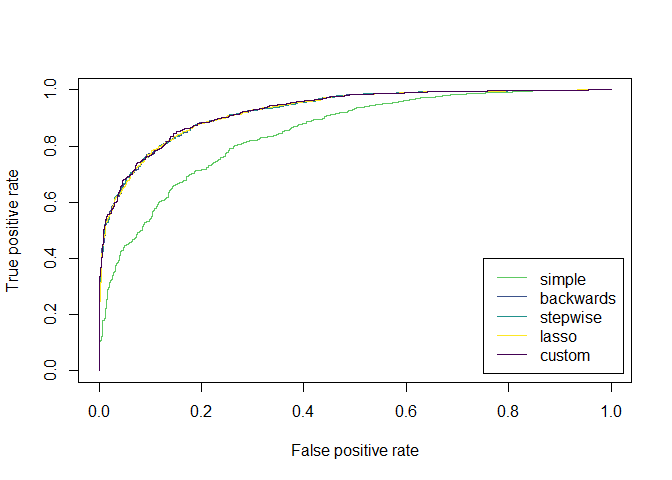 1.0
0.8
0.6
0.4
0.2
0.0
True positive rate
simple
backwards
stepwise
lasso
custom
0.0 0.2 0.4 0.6 0.8 1.0
False positive rate